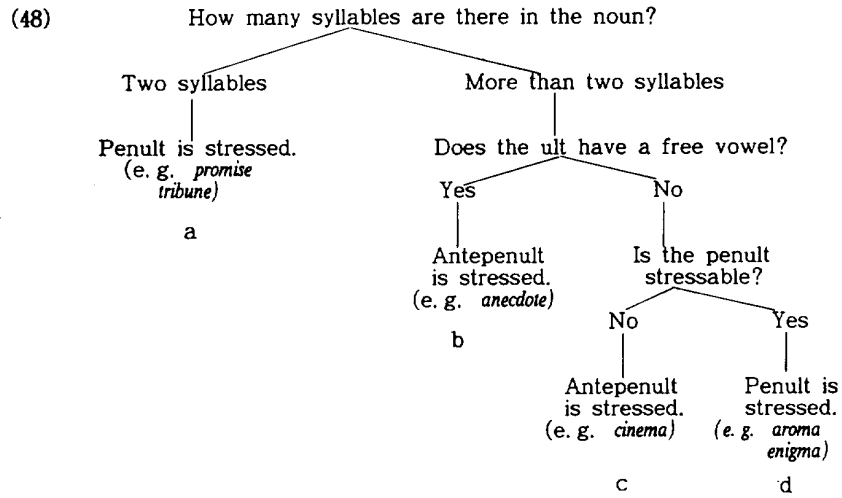 (48) How many syllables are there in the noun?
Two syllables More than two syllables
Penult is stressed. Does the ult have a free vowel?
(e. g. promise
tribune)
Yes No
a
Antepenult Is the penult
is stressed. stressable?
(e. g. anecdote)
No Yes
b
Antepenult Penult is
is stressed. stressed.
(e. g. cinema) (e. g. aroma
enigma)
c d